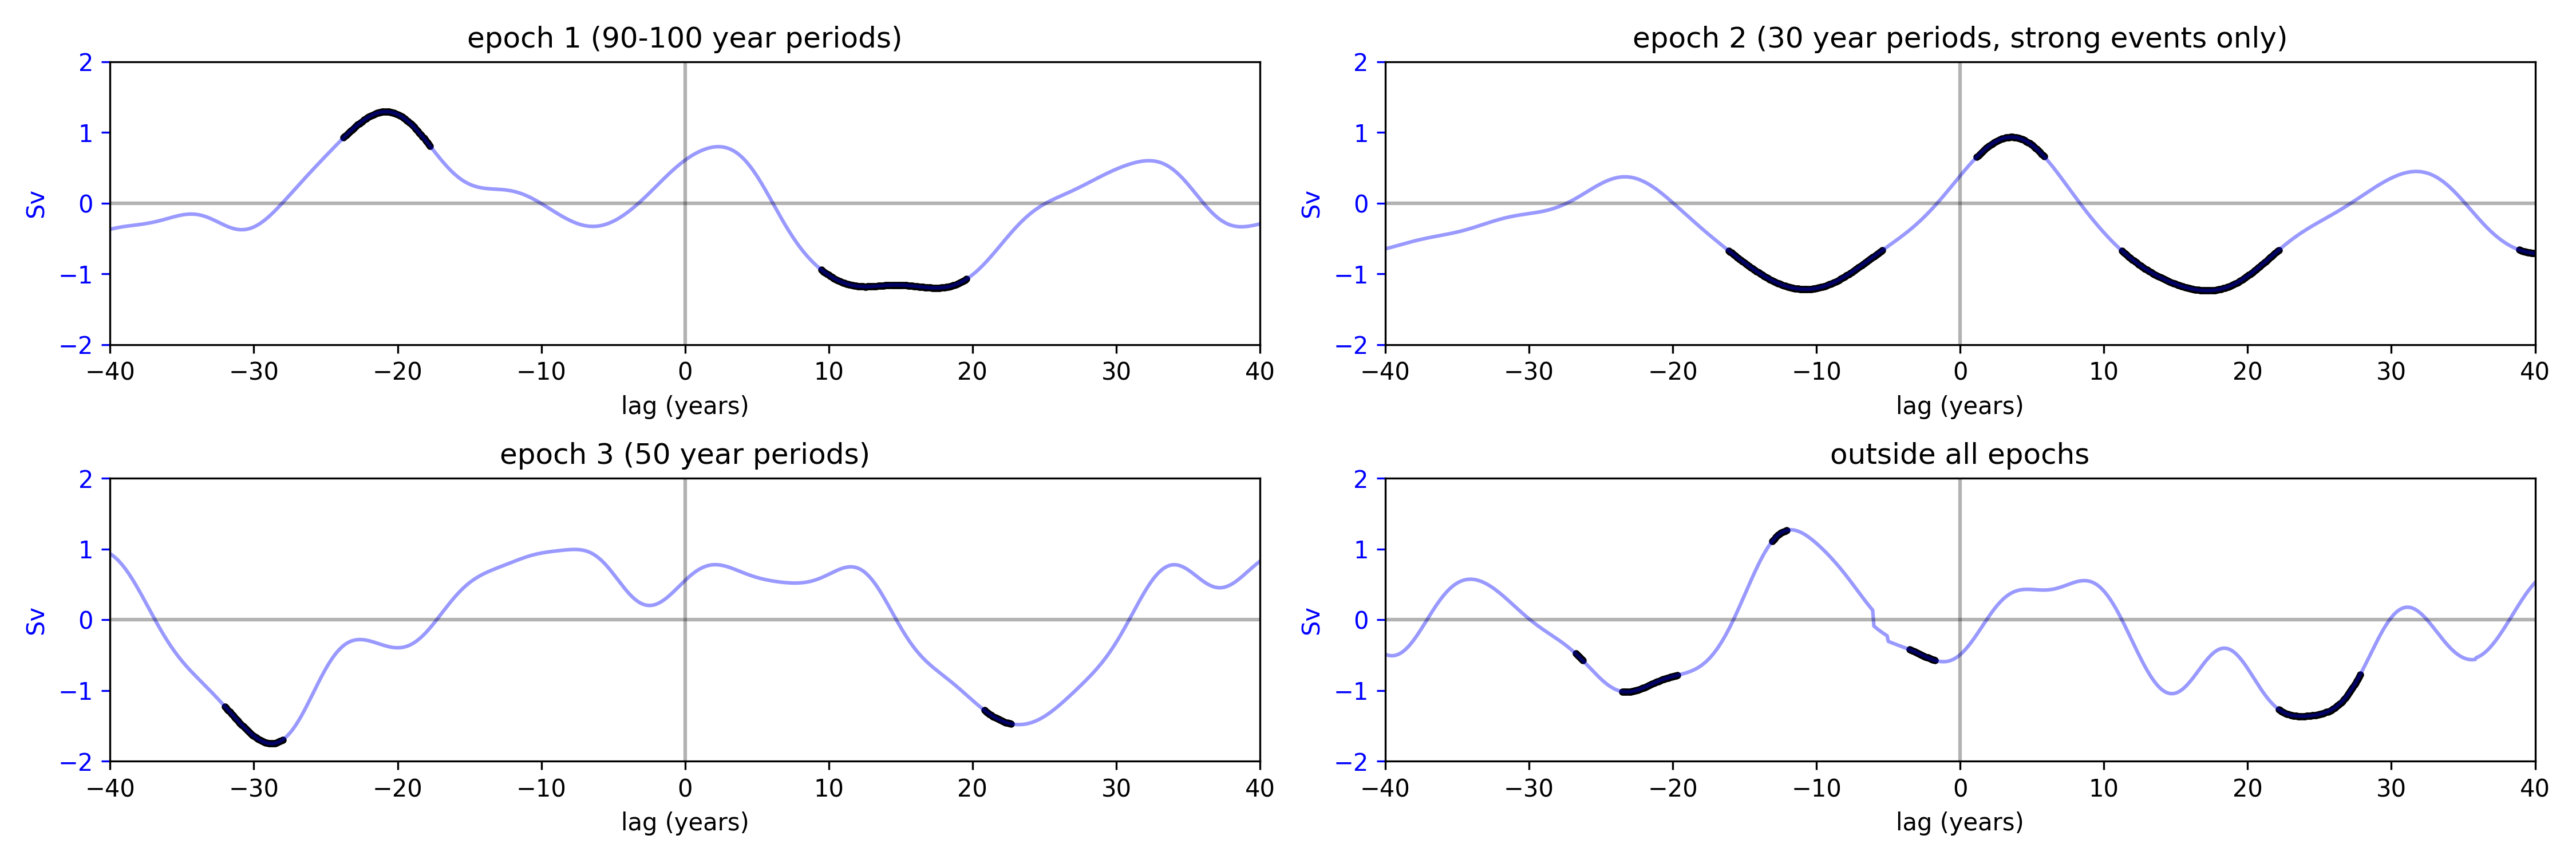 epoch 1 (90-100 year periods)
2
1
0
−1
−2
Sv
−40 −30 −20 −10 0 10 20 30 40
lag (years)
epoch 2 (30 year periods, strong events only)
2
1
0
−1
−2
Sv
−40 −30 −20 −10 0 10 20 30 40
lag (years)
epoch 3 (50 year periods)
2
1
0
−1
−2
Sv
−40 −30 −20 −10 0 10 20 30 40
lag (years)
outside all epochs
2
1
0
−1
−2
Sv
−40 −30 −20 −10 0 10 20 30 40
lag (years)